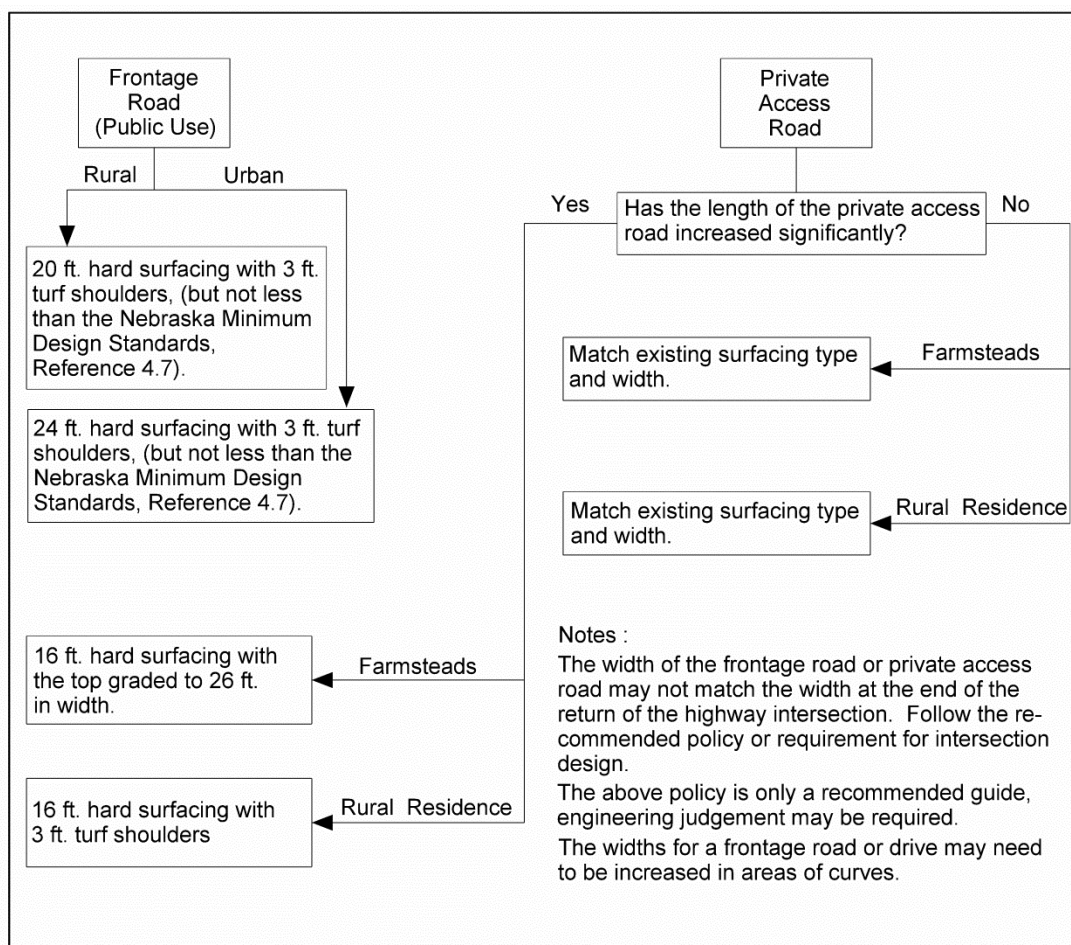 Frontage
Road
(Public Use)
Rural
Urban
20 ft. hard surfacing with 3 ft.
turf shoulders, (but not less
than the Nebraska Minimum
Design Standards,
Reference 4.7).
24 ft. hard surfacing with 3 ft. turf
shoulders, (but not less than the
Nebraska Minimum Design
Standards, Reference 4.7).
Private
Access
Road
Yes
Has the length of the private access
road increased significantly?
No
Match existing surfacing type
and width.
Farmsteads
Match existing surfacing type
and width.
Rural Residence
16 ft. hard surfacing with
the top graded to 26 ft.
in width.
Farmsteads
16 ft. hard surfacing with
3 ft. turf shoulders
Rural Residence
Notes :
The width of the frontage road or private access
road may not match the width at the end of the
return of the highway intersection. Follow the re-
commended policy or requirement for intersection
design.
The above policy is only a recommended guide,
engineering judgement may be required.
The widths for a frontage road or drive may need
to be increased in areas of curves.